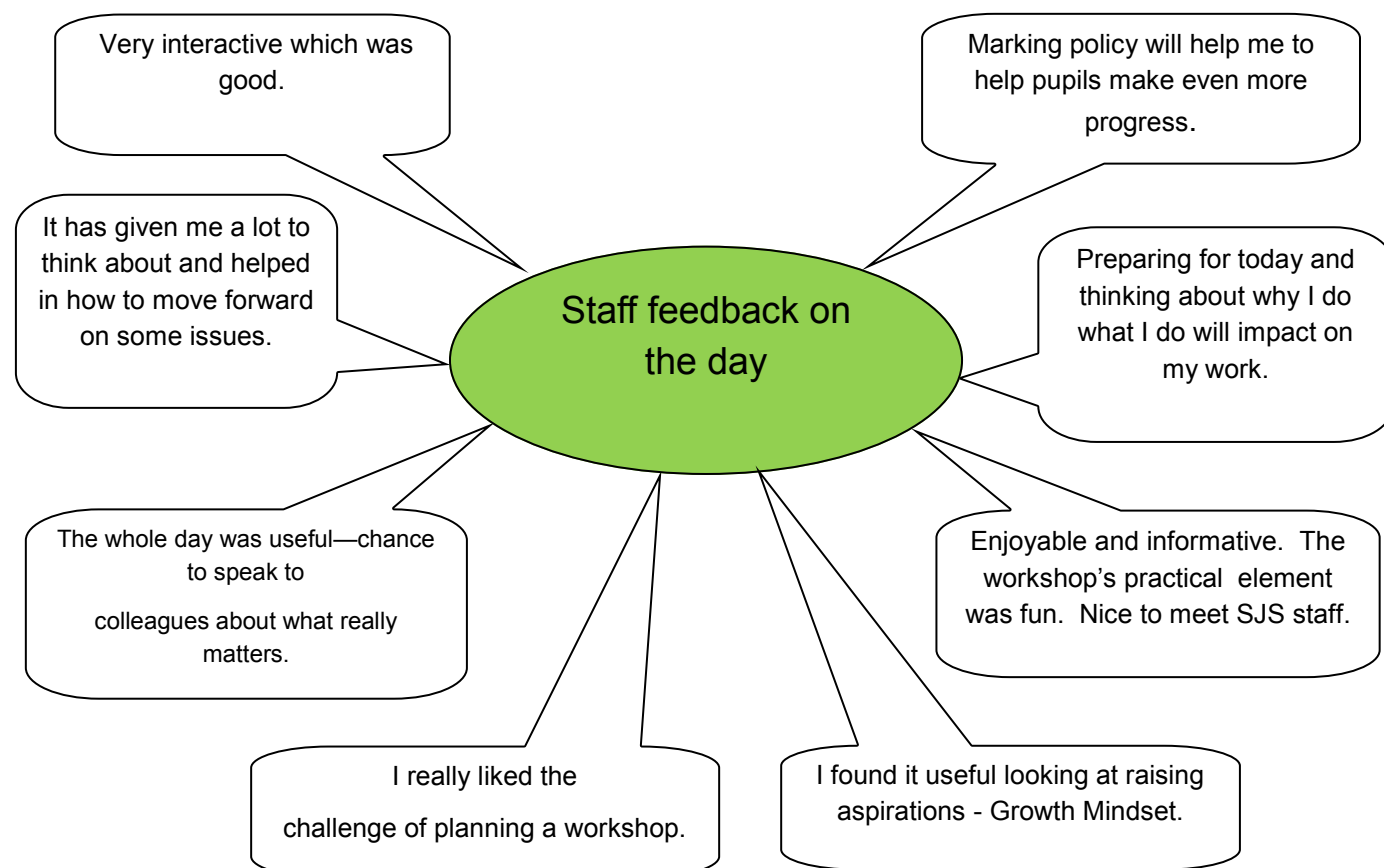 Very interactive which was
good.
Marking policy will help me to
help pupils make even more
progress.
It has given me a lot to
think about and helped
in how to move forward
on some issues.
Staff feedback on
the day
Preparing for today and
thinking about why I do
what I do will impact on
my work.
The whole day was useful—chance
to speak to
colleagues about what really
matters.
Enjoyable and informative.  The
workshop’s practical  element
was fun.  Nice to meet SJS staff.
I really liked the
challenge of planning a workshop.
I found it useful looking at raising
aspirations - Growth Mindset.